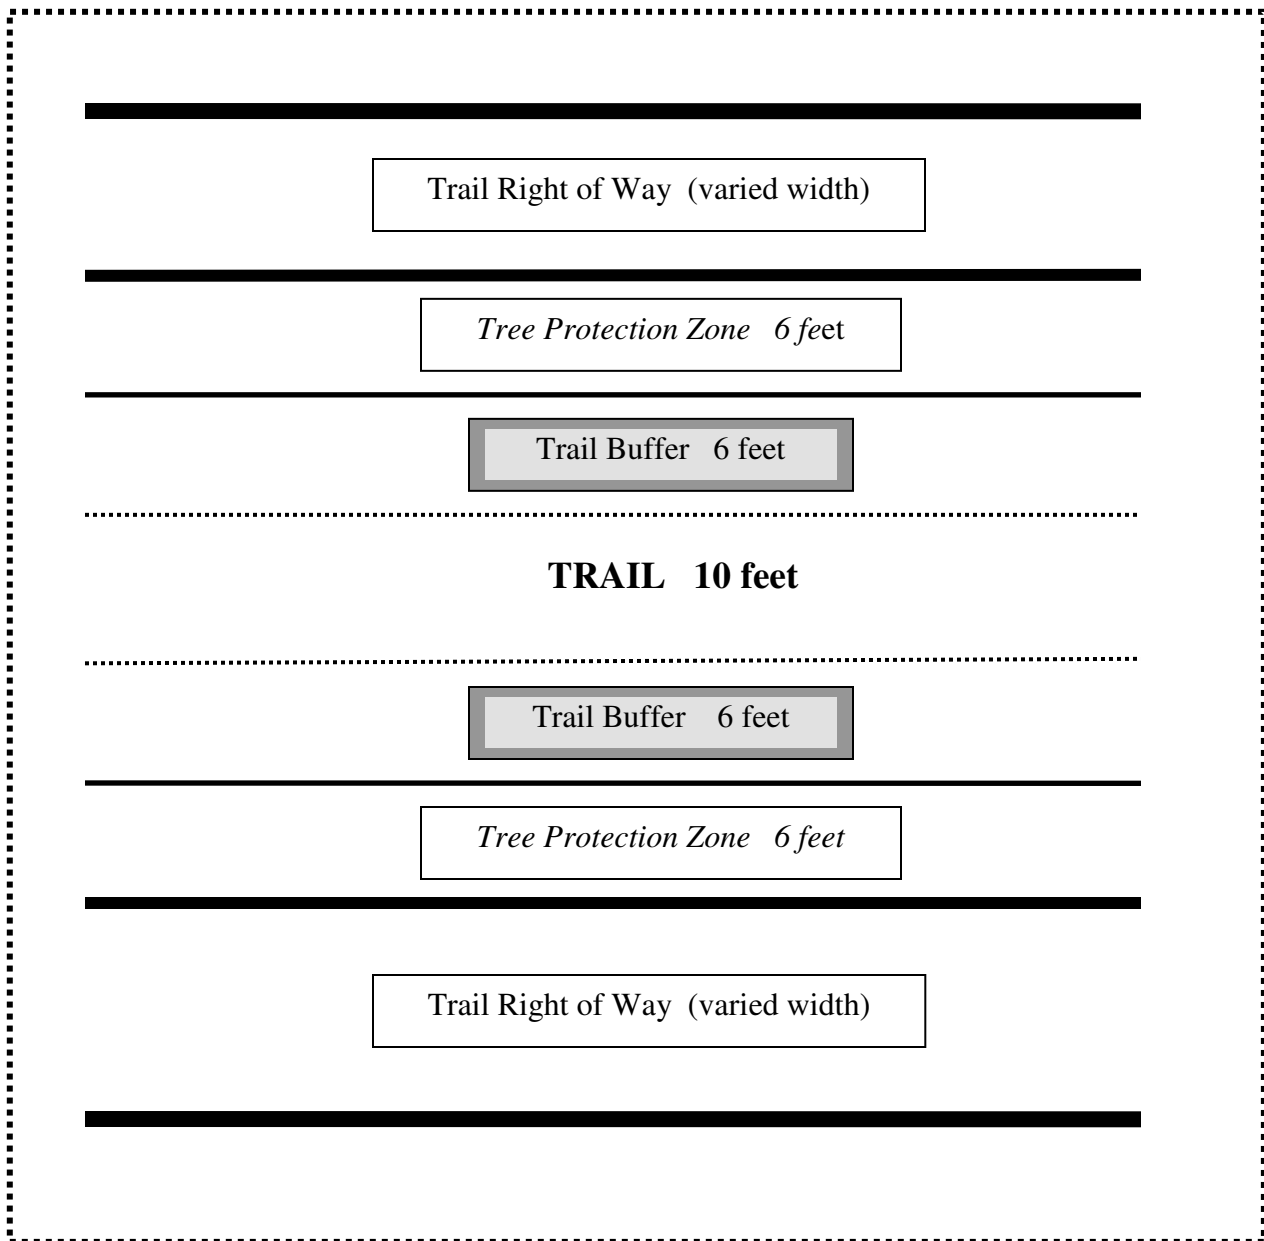 Trail Right of Way (varied width)
Tree Protection Zone 6 feet
Trail Buffer 6 feet
TRAIL 10 feet
Trail Buffer 6 feet
Tree Protection Zone 6 feet
Trail Right of Way (varied width)